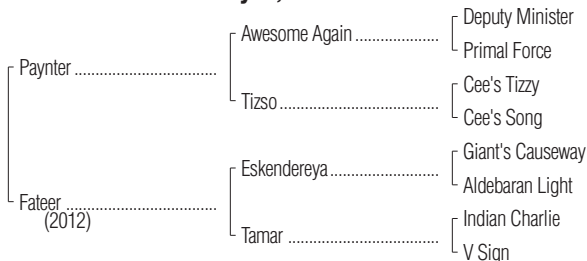 Deputy Minister
Awesome Again
Primal Force
Paynter
Cee's Tizzy
Tizso
Cee's Song
Giant's Causeway
Eskendereya
Aldebaran Light
Fateer
(2012)
Indian Charlie
Tamar
V Sign